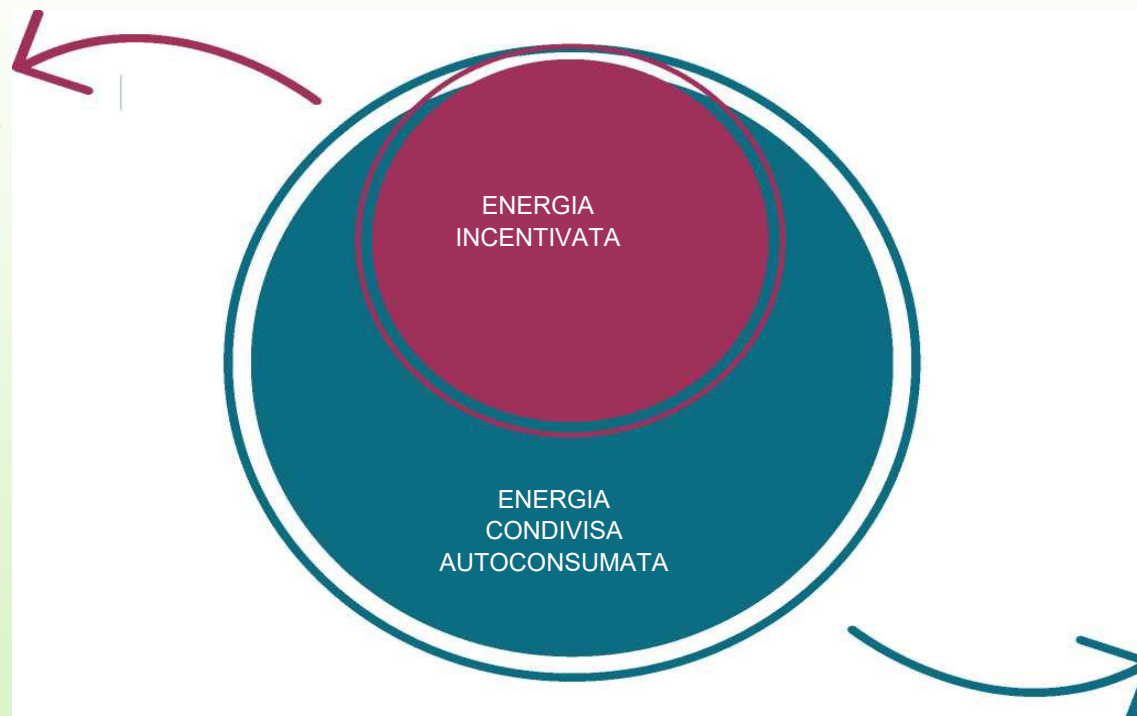 ENERGIA
INCENTIVATA
ENERGIA
CONDIVISA
AUTOCONSUMATA